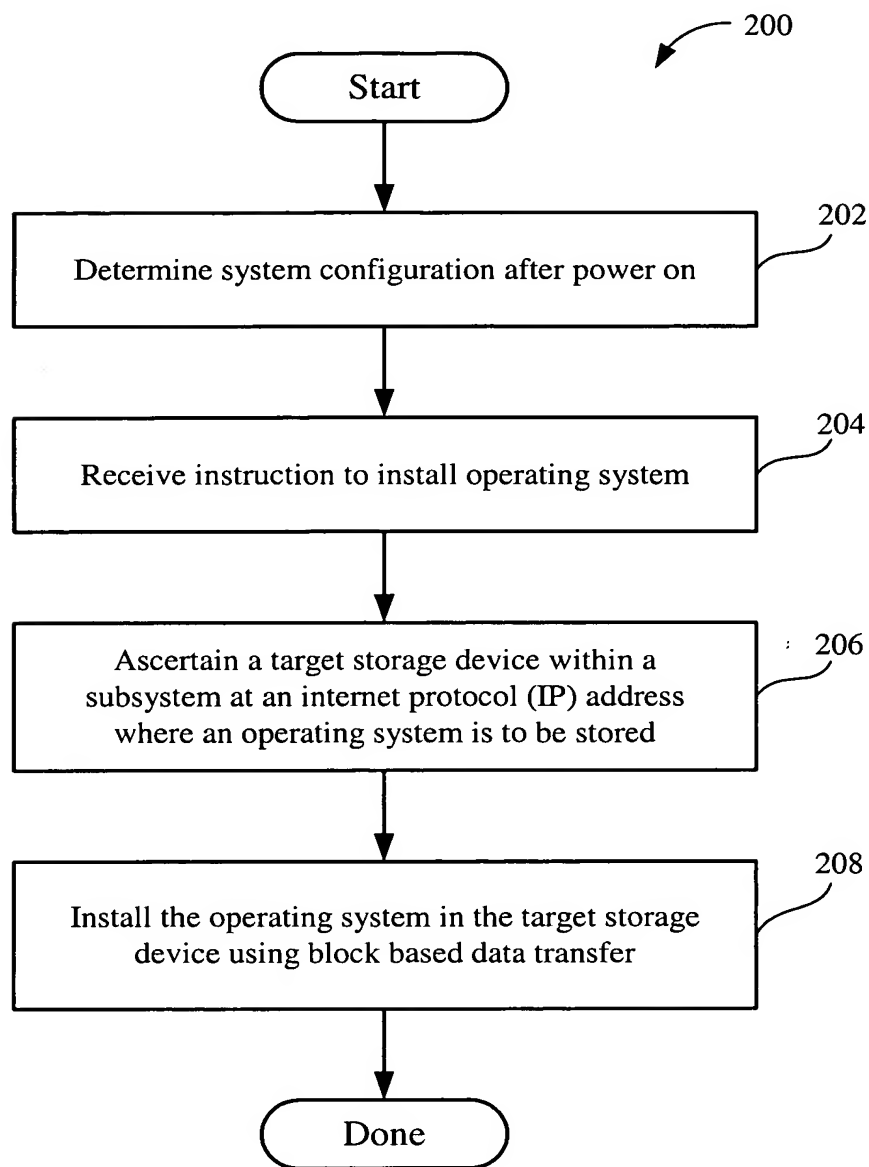 200
Start
202
Determine system configuration after power on
204
Receive instruction to install operating system
206
Ascertain a target storage device within a
subsystem at an internet protocol (IP) address
where an operating system is to be stored
208
Install the operating system in the target storage
device using block based data transfer
Done